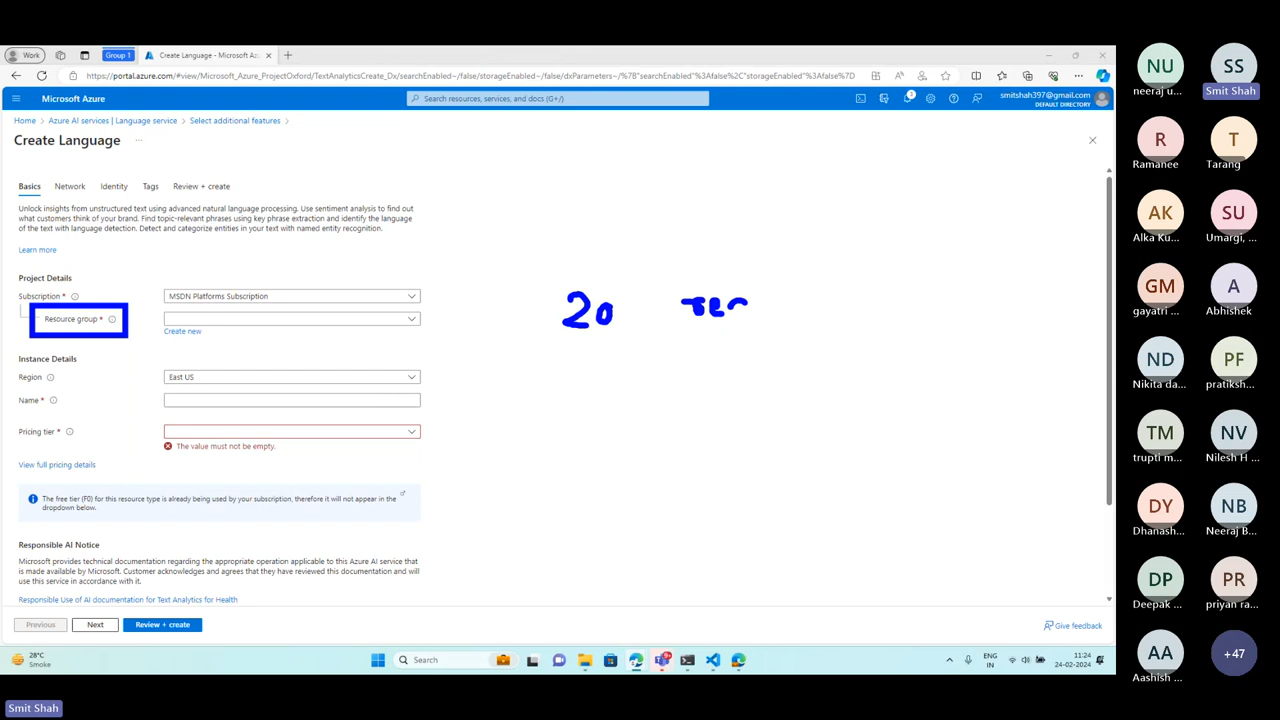 Work
Group 1
Create Language - Microsoft Az
https://portal.azure.com/#view/Microsoft_Azure_ProjectOxford/TextAnalyticsCreate_Dx/searchEnabled~/false/storageEnabled~/false/dxParameters~/%7B"searchEnabled"%3Afalse%2C"storageEnabled"%3Afalse%7D
Microsoft Azure
Search resources, services, and docs (G+/)
1
smitshah397@gmail.com
DEFAULT DIRECTORY
Home > Azure AI services | Language service > Select additional features >
Create Language ...
Basics Network Identity Tags Review + create
Unlock insights from unstructured text using advanced natural language processing. Use sentiment analysis to find out
what customers think of your brand. Find topic-relevant phrases using key phrase extraction and identify the language
of the text with language detection. Detect and categorize entities in your text with named entity recognition.
Learn more
Project Details
Subscription * MSDN Platforms Subscription
Resource group *
Create new
20 rer
Instance Details
Region East US
Name *
Pricing tier *
The value must not be empty.
View full pricing details
The free tier (F0) for this resource type is already being used by your subscription, therefore it will not appear in the
dropdown below.
Responsible AI Notice
Microsoft provides technical documentation regarding the appropriate operation applicable to this Azure AI service that
is made available by Microsoft. Customer acknowledges and agrees that they have reviewed this documentation and will
use this service in accordance with it.
Responsible Use of AI documentation for Text Analytics for Health
Previous Next Review + create
Give feedback
28°C
Smoke
Search
ENG
IN
11:24
24-02-2024
NU SS
neeraj u... Smit Shah
R T
Ramanee Tarang
AK SU
Alka Ku... Umargi, ...
GM A
gayatri ... Abhishek
ND PF
Nikita da... pratiksh...
TM NV
trupti m... Nilesh H ...
DY NB
Dhanash... Neeraj B...
DP PR
Deepak ... priyan ra...
AA +47
Aashish ...
Smit Shah